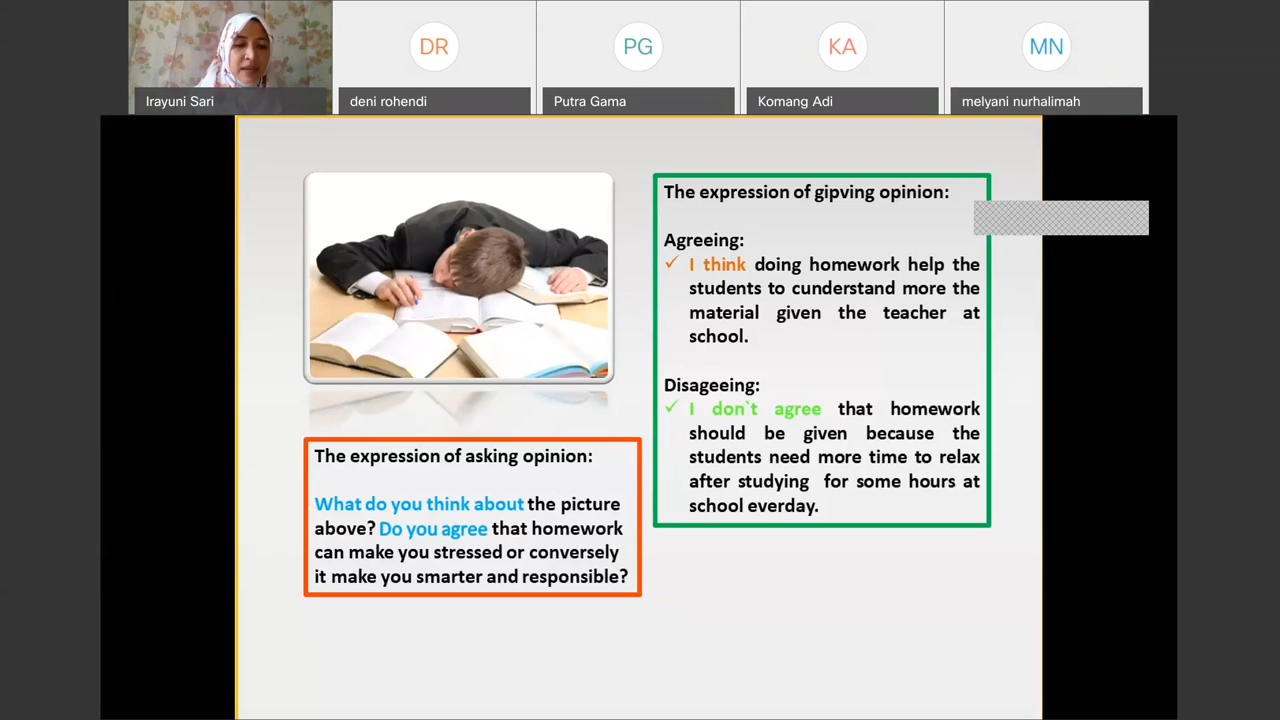 DR
PG
KA
MN
Irayuni Sari
deni rohendi
Putra Gama
Komang Adi
melyani nurhalimah
The expression of asking opinion:
What do you think about the picture
above? Do you agree that homework
can make you stressed or conversely
it make you smarter and responsible?
The expression of gipving opinion:
Agreeing:
✓ I think doing homework help the
students to cunderstand more the
material given the teacher at
school.
Disageeing:
✓ I don`t agree that homework
should be given because the
students need more time to relax
after studying for some hours at
school everday.